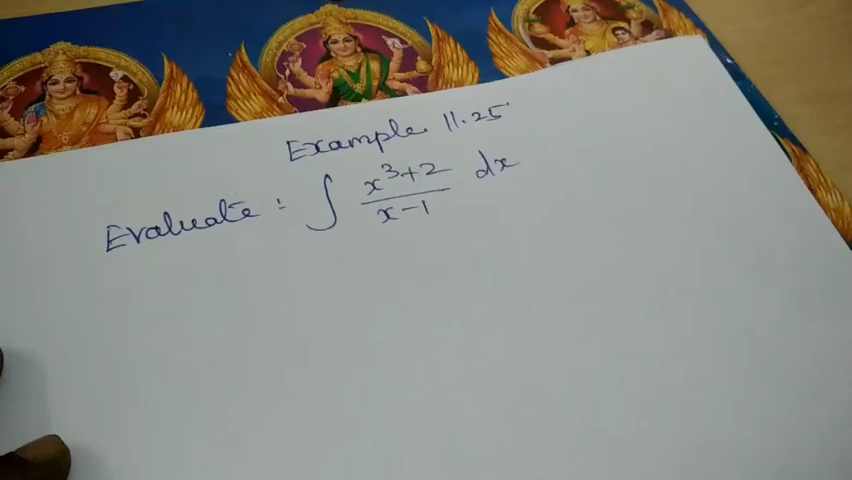 Example 11.25
Evaluate : ∫ x³+2 / x-1 dx